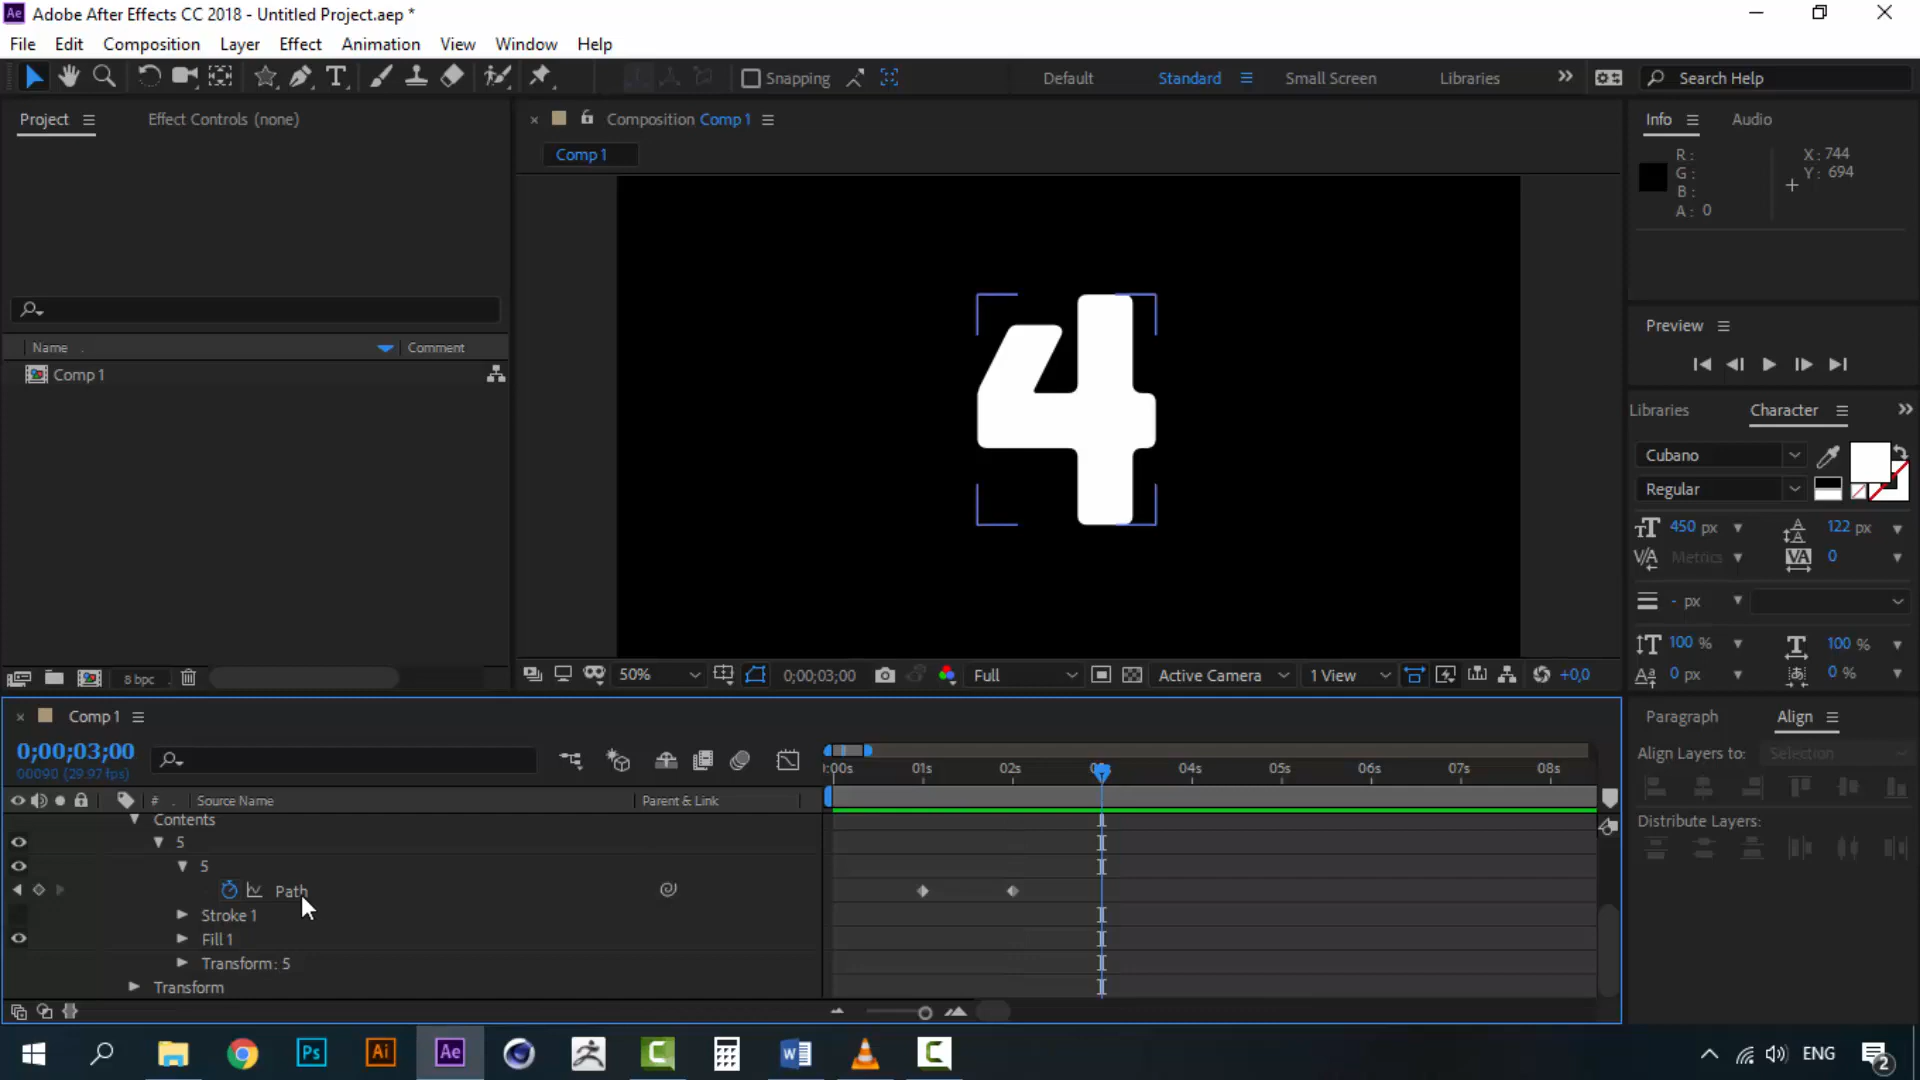 Adobe After Effects CC 2018 - Untitled Project.aep *
File Edit Composition Layer Effect Animation View Window Help
Snapping Default Standard Small Screen Libraries Search Help
Project Effect Controls (none)
Composition Comp 1
Info Audio
Comp 1
R :
G :
B :
A : 0
X : 744
Y : 694
4
Preview
Name Comment
Comp 1
Libraries Character
Cubano
Regular
450 px 122 px
Metrics 0
- px
100 % 100 %
0 px 0 %
8 bpc
50% 0;00;03;00 Full Active Camera 1 View +0,0
Comp 1
Paragraph Align
0;00;03;00
00090 (29.97 fps)
Align Layers to: Selection
:00s 01s 02s 04s 05s 06s 07s 08s
# Source Name Parent & Link
Distribute Layers:
Contents
5
5
Path
Stroke 1
Fill 1
Transform: 5
Transform
Ps Ai Ae
ENG
2